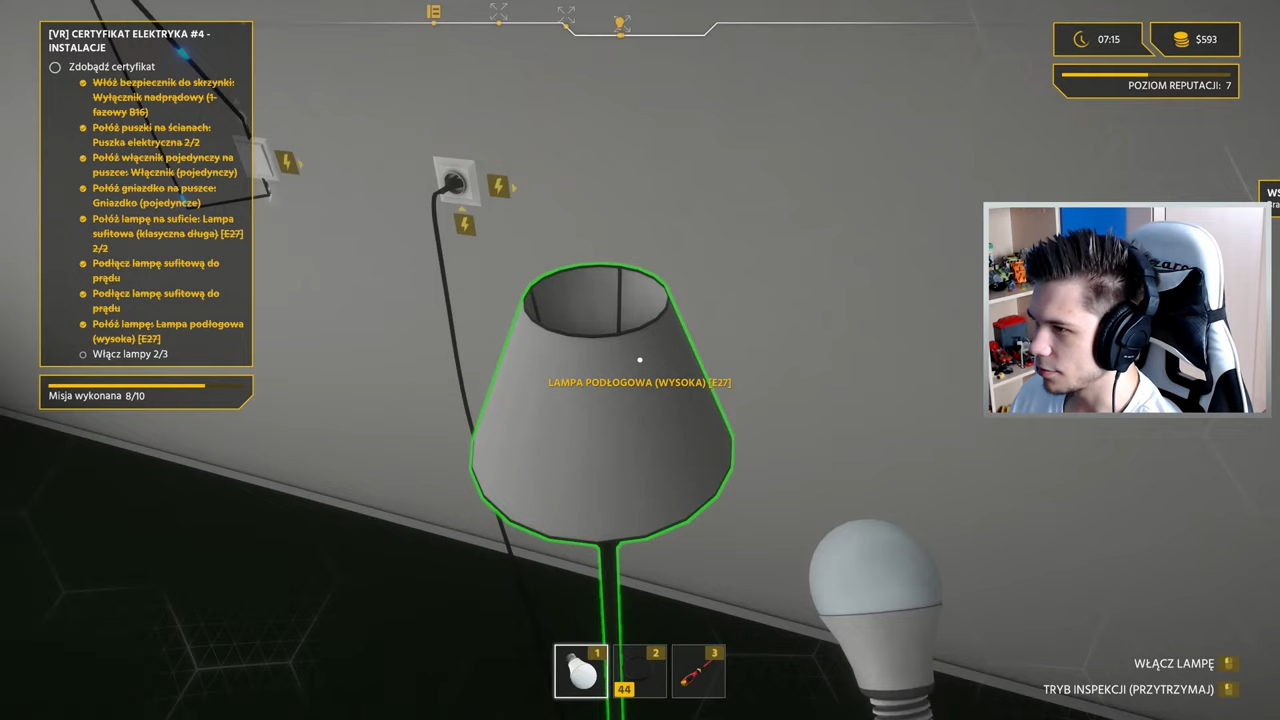 [VR] CERTYFIKAT ELEKTRYKA #4 -
INSTALACJE
Zdobądź certyfikat
Włóż bezpiecznik do skrzynki:
Wyłącznik nadprądowy (1-
fazowy B16)
Połóż puszki na ścianach:
Puszka elektryczna 2/2
Połóż włącznik pojedynczy na
puszce: Włącznik (pojedynczy)
Połóż gniazdko na puszce:
Gniazdko (pojedyncze)
Połóż lampę na suficie: Lampa
sufitowa (klasyczna długa) [E27]
2/2
Podłącz lampę sufitową do
prądu
Podłącz lampę sufitową do
prądu
Połóż lampę: Lampa podłogowa
(wysoka) [E27]
Włącz lampy 2/3
Misja wykonana 8/10
07:15
$593
POZIOM REPUTACJI: 7
LAMPA PODŁOGOWA (WYSOKA) [E27]
1
2
3
44
WŁĄCZ LAMPĘ
TRYB INSPEKCJI (PRZYTRZYMAJ)